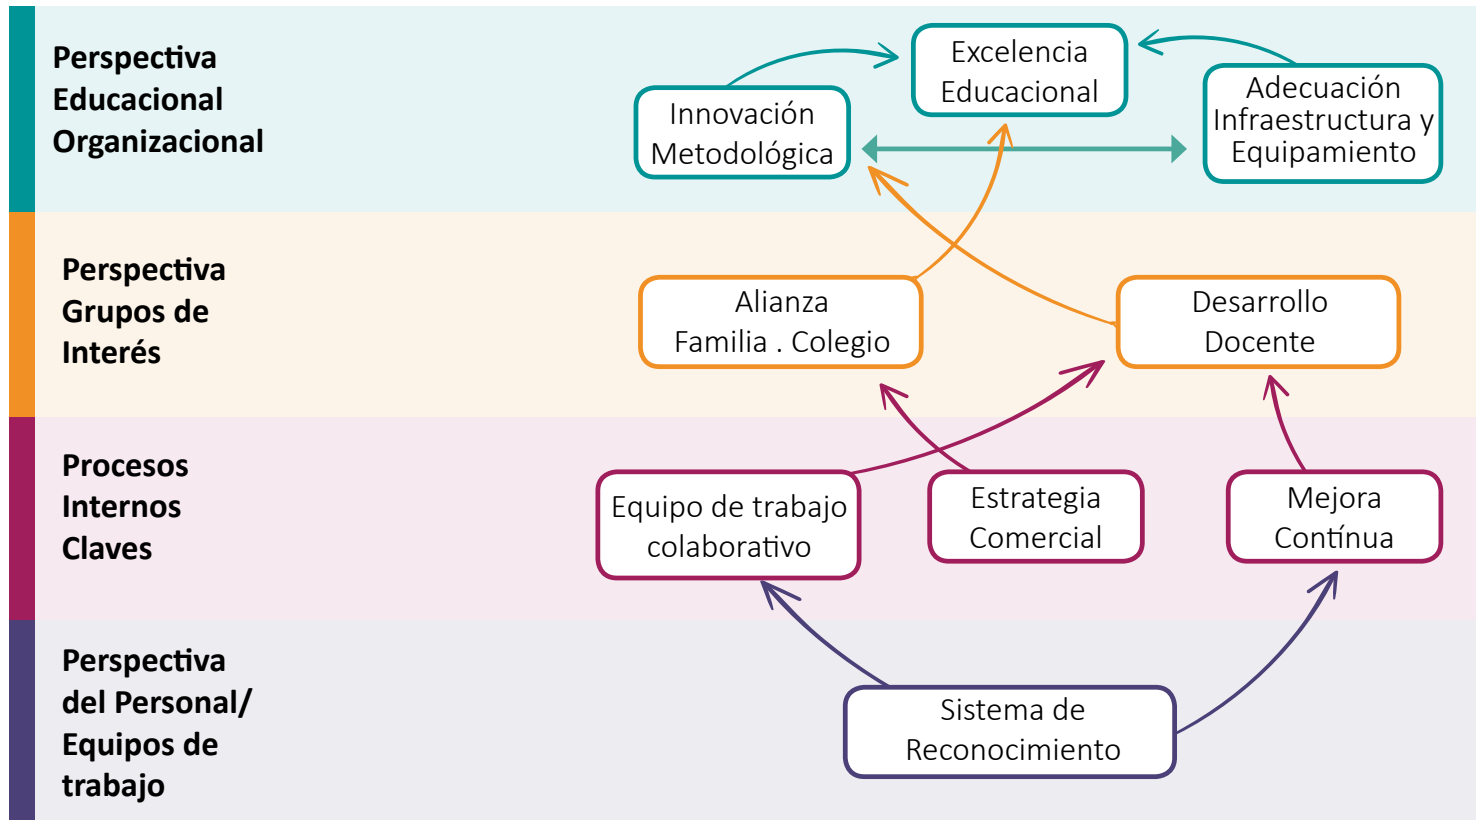 Perspectiva
Educacional
Organizacional
Excelencia
Educacional
Innovación
Metodológica
Adecuación
Infraestructura y
Equipamiento
Perspectiva
Grupos de
Interés
Alianza
Familia . Colegio
Desarrollo
Docente
Procesos
Internos
Claves
Equipo de trabajo
colaborativo
Estrategia
Comercial
Mejora
Contínua
Perspectiva
del Personal/
Equipos de
trabajo
Sistema de
Reconocimiento